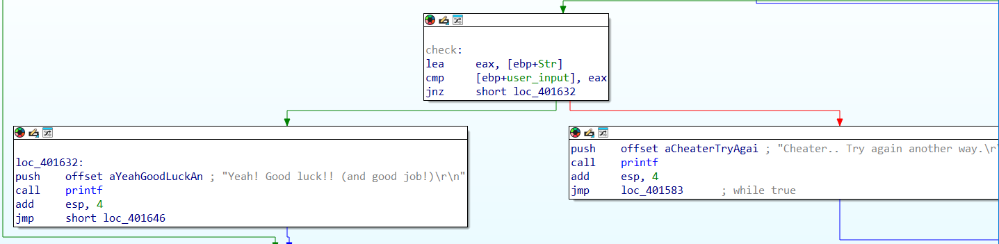 check:
lea eax, [ebp+Str]
cmp [ebp+user_input], eax
jnz short loc_401632
loc_401632:
push offset aYeahGoodLuckAn ; "Yeah! Good luck!! (and good job!)\r\n"
call printf
add esp, 4
jmp short loc_401646
push offset aCheaterTryAgai ; "Cheater.. Try again another way.\r\
call printf
add esp, 4
jmp loc_401583 ; while true